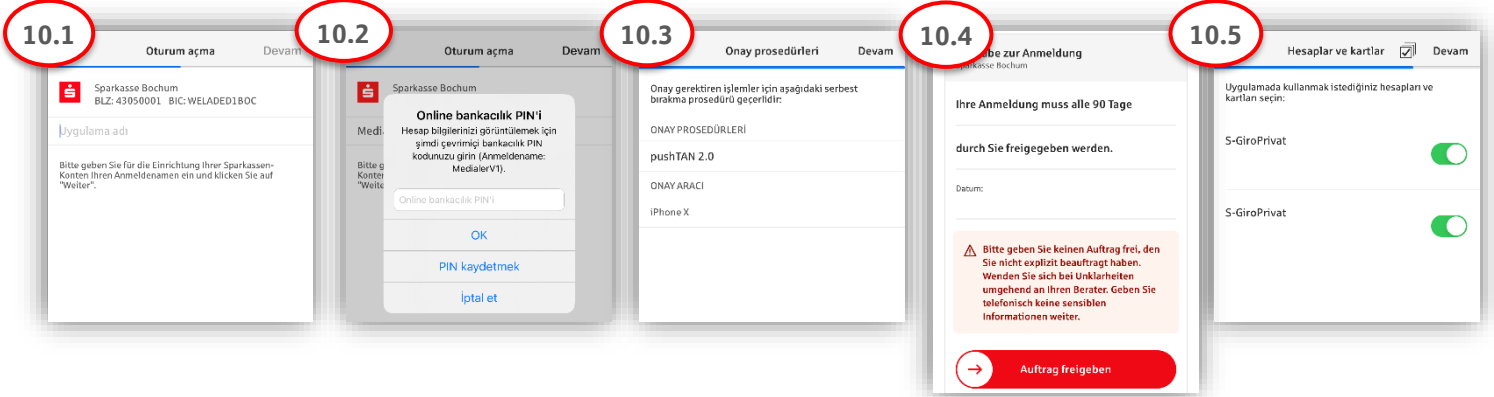 10.1
Oturum açma Devam
Sparkasse Bochum
BLZ: 43050001 BIC: WELADED1BOC
Uygulama adı
Bitte geben Sie für die Einrichtung Ihrer Sparkassen-
Konten Ihren Anmeldenamen ein und klicken Sie auf
"Weiter".
10.2
Oturum açma Devam
Sparkasse Bochum
Online bankacılık PIN'i
Hesap bilgilerinizi görüntülemek için
şimdi çevrimiçi bankacılık PIN
kodunuzu girin (Anmeldename:
MedialerV1).
Online bankacılık PIN'i
OK
PIN kaydetmek
İptal et
10.3
Onay prosedürleri Devam
Onay gerektiren işlemler için aşağıdaki serbest
bırakma prosedürü geçerlidir:
ONAY PROSEDÜRLERİ
pushTAN 2.0
ONAY ARACI
iPhone X
10.4
zur Anmeldung
Sparkasse Bochum
Ihre Anmeldung muss alle 90 Tage
durch Sie freigegeben werden.
Datum:
Bitte geben Sie keinen Auftrag frei, den
Sie nicht explizit beauftragt haben.
Wenden Sie sich bei Unklarheiten
umgehend an Ihren Berater. Geben Sie
telefonisch keine sensiblen
Informationen weiter.
Auftrag freigeben
10.5
Hesaplar ve kartlar Devam
Uygulamada kullanmak istediğiniz hesapları ve
kartları seçin:
S-GiroPrivat
S-GiroPrivat